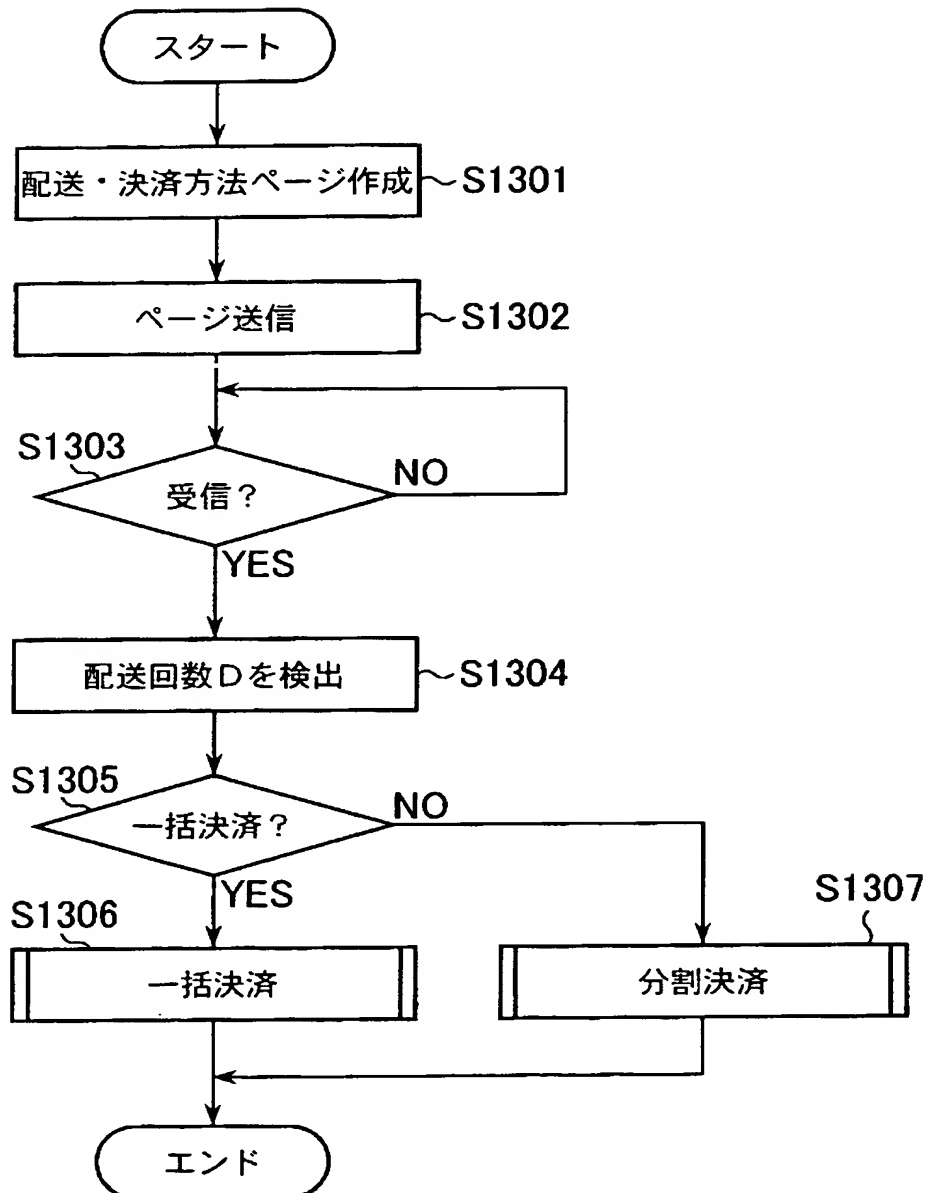 スタート
配送・決済方法ページ作成
S1301
ページ送信
S1302
S1303
受信？
NO
YES
配送回数Dを検出
S1304
S1305
一括決済？
NO
YES
S1306
一括決済
S1307
分割決済
エンド